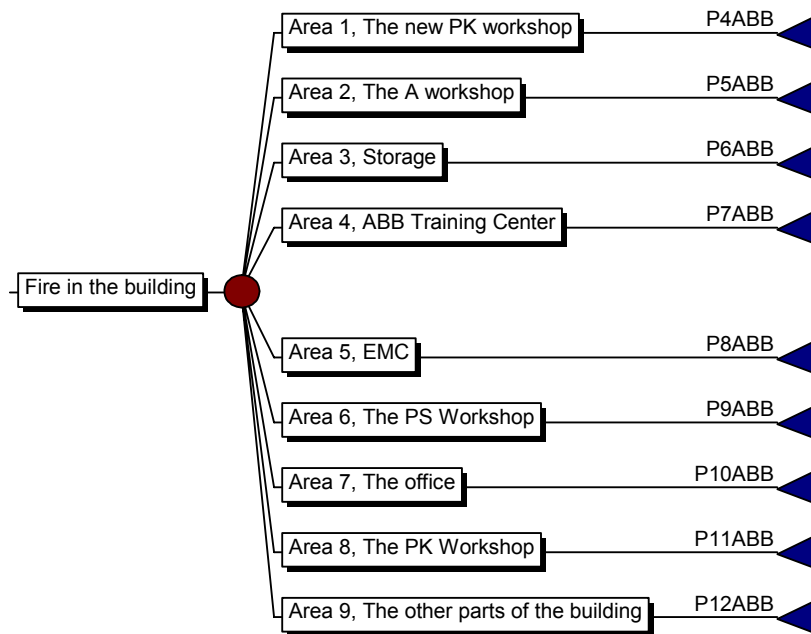 Area 1, The new PK workshop
P4ABB
Area 2, The A workshop
P5ABB
Area 3, Storage
P6ABB
Area 4, ABB Training Center
P7ABB
Fire in the building
Area 5, EMC
P8ABB
Area 6, The PS Workshop
P9ABB
Area 7, The office
P10ABB
Area 8, The PK Workshop
P11ABB
Area 9, The other parts of the building
P12ABB